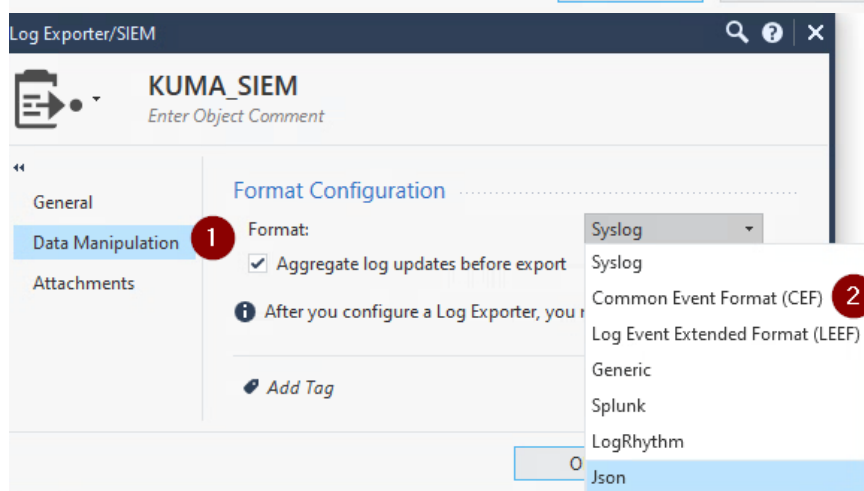 Log Exporter/SIEM
KUMA_SIEM
Enter Object Comment
General
Data Manipulation
Attachments
1
Format Configuration
Format:
Syslog
Aggregate log updates before export
After you configure a Log Exporter, you
Add Tag
Syslog
Common Event Format (CEF)
2
Log Event Extended Format (LEEF)
Generic
Splunk
LogRhythm
Json
O